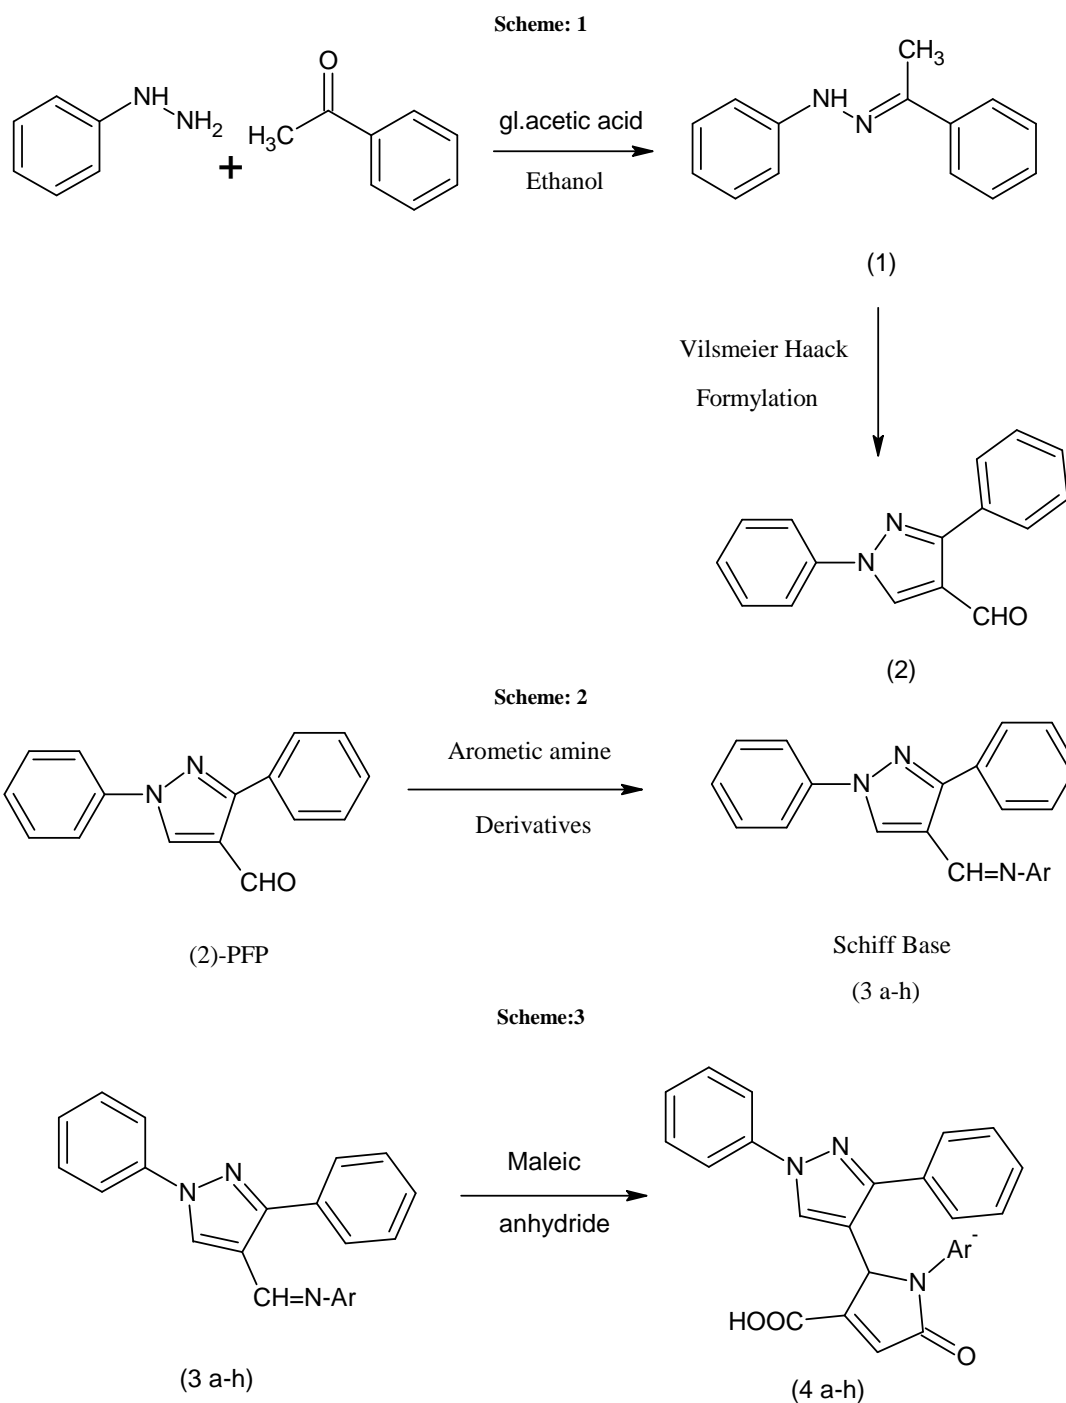 Scheme: 1
NH
NH2
+
O
H3C
gl.acetic acid
Ethanol
CH3
NH
N
(1)
Vilsmeier Haack
Formylation
N
N
CHO
(2)
Scheme: 2
N
N
CHO
(2)-PFP
Arometic amine
Derivatives
N
N
CH=N-Ar
Schiff Base
(3 a-h)
Scheme:3
N
N
CH=N-Ar
(3 a-h)
Maleic
anhydride
N
N
Ar-
N
HOOC
O
(4 a-h)